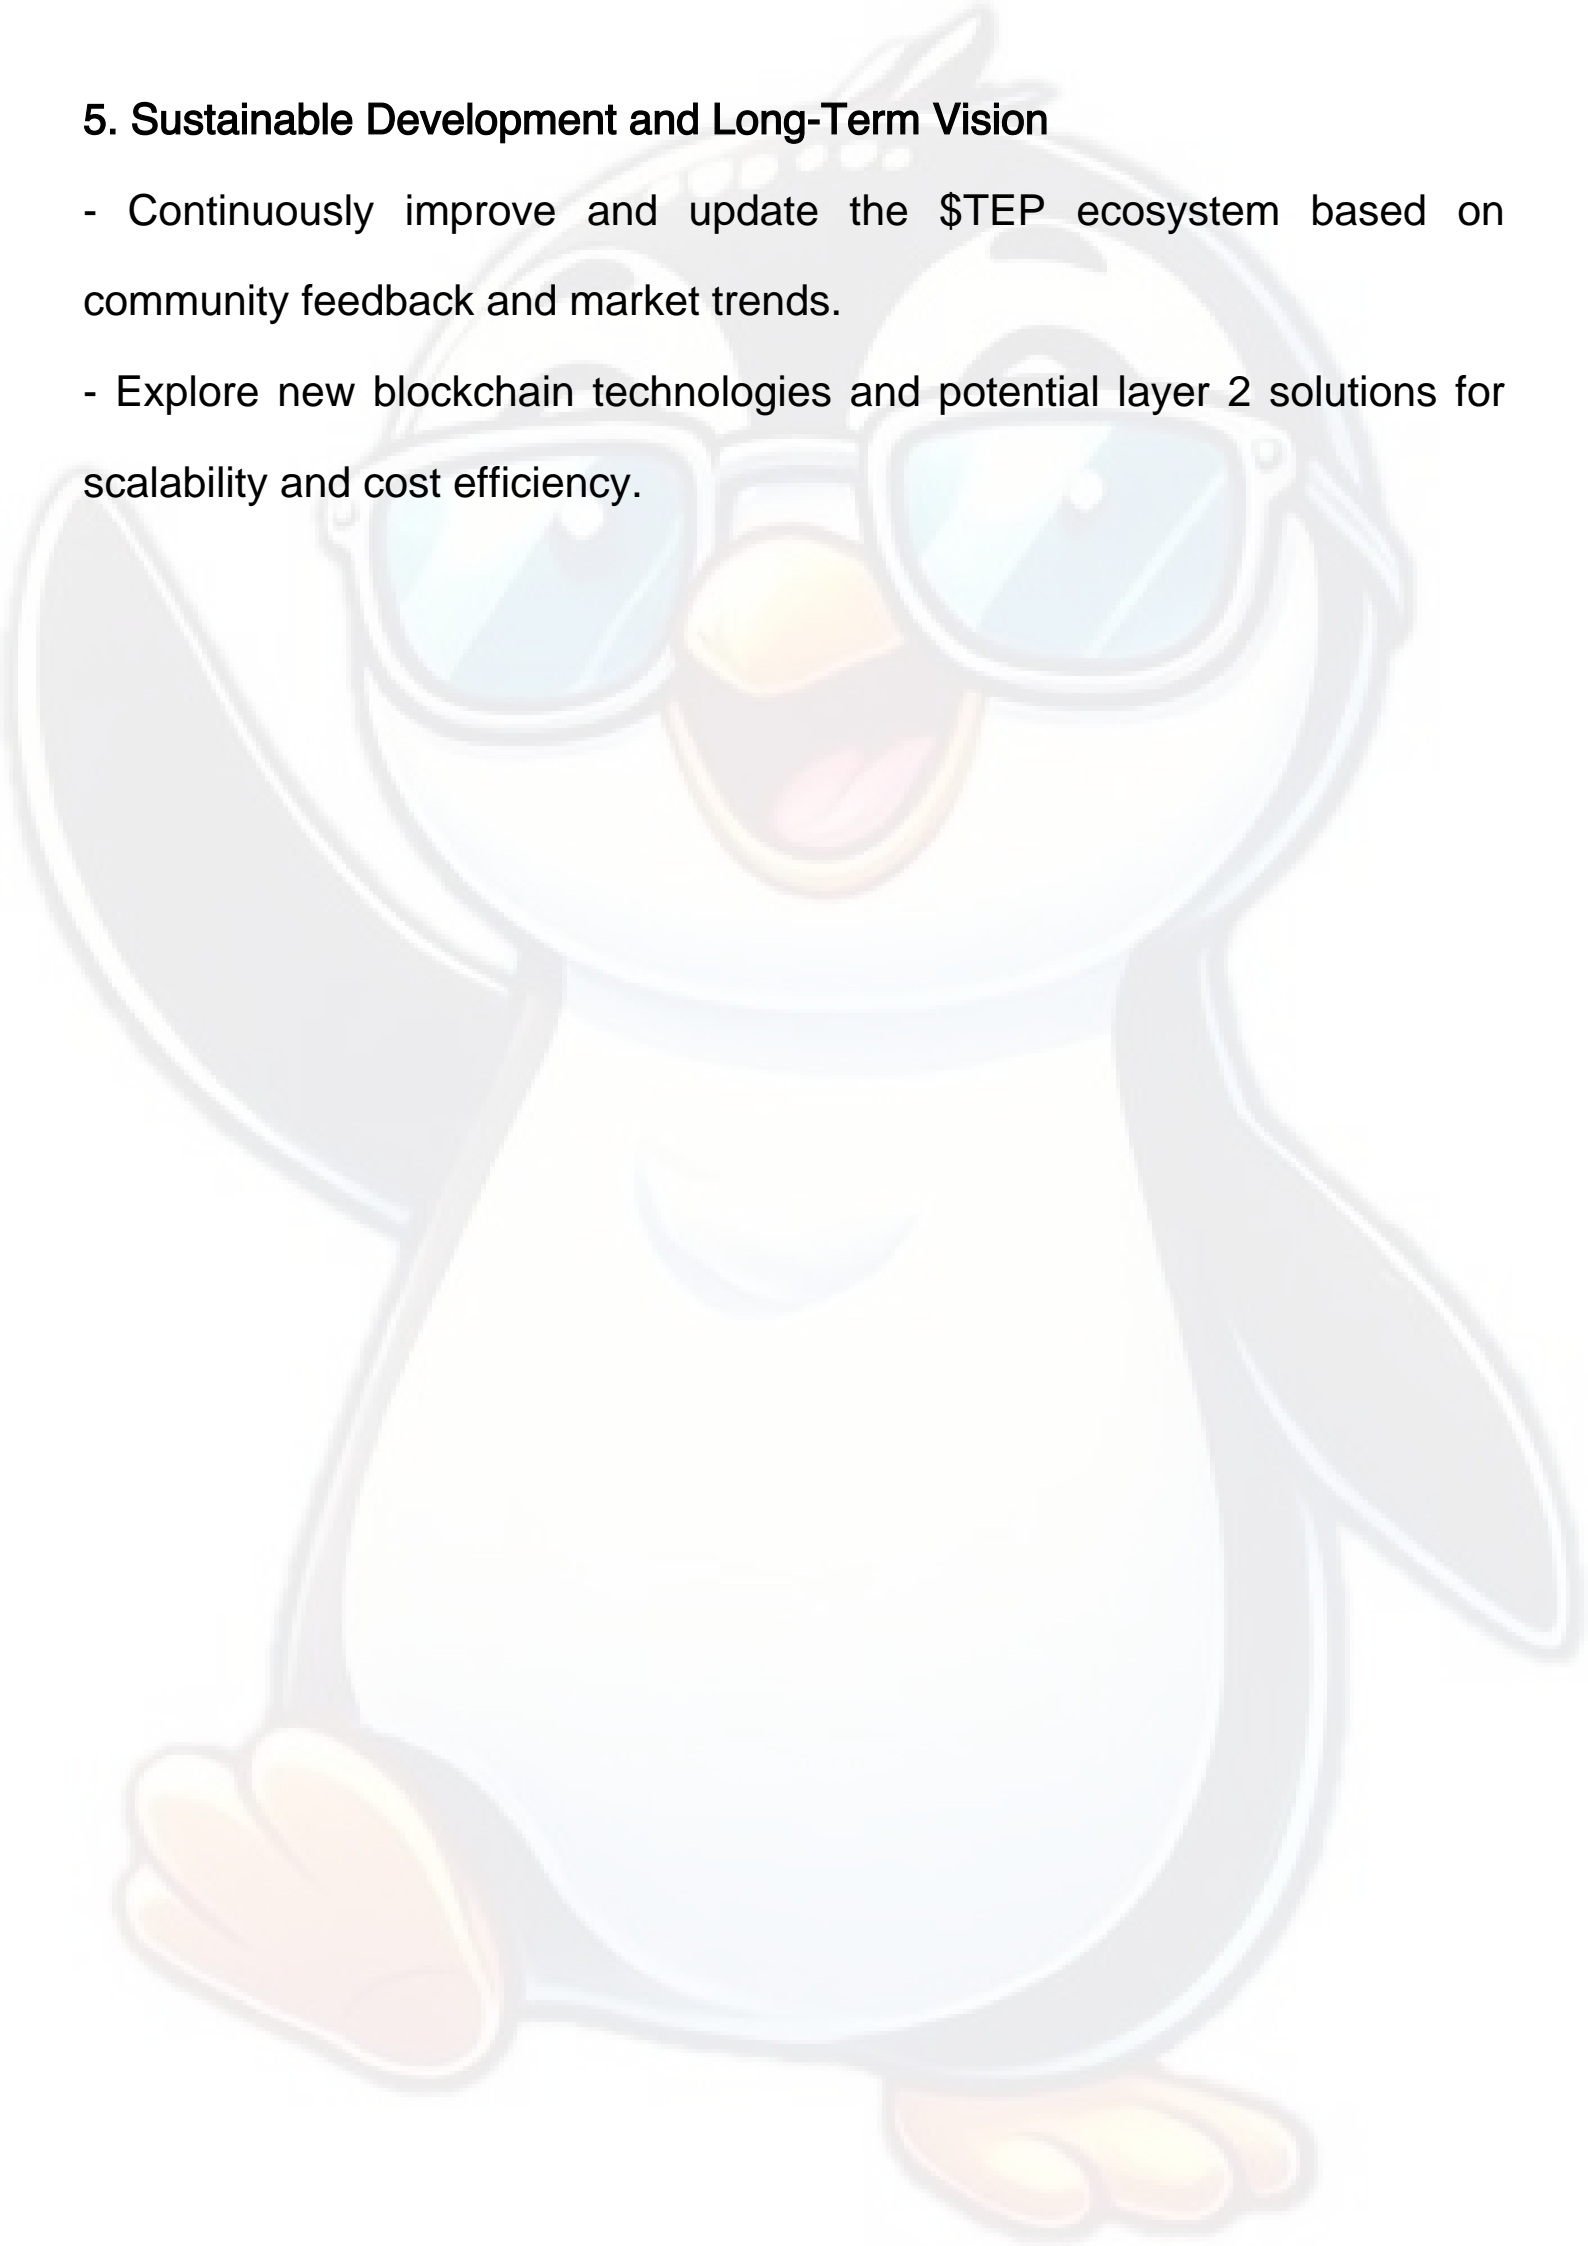 5. Sustainable Development and Long-Term Vision
- Continuously improve and update the $TEP ecosystem based on
community feedback and market trends.
- Explore new blockchain technologies and potential layer 2 solutions for
scalability and cost efficiency.